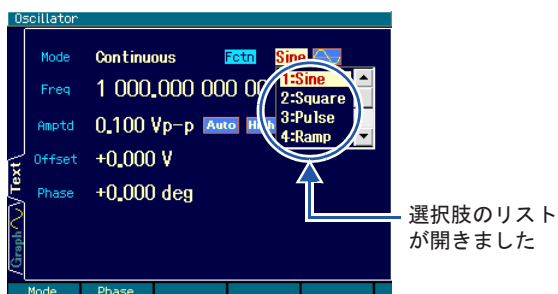 Oscillator
Mode Continuous Fctn Sine
Freq 1 000.000 000 00
1:Sine
2:Square
3:Pulse
4:Ramp
Amptd 0.100 Vp-p Auto High
Offset +0.000 V
Phase +0.000 deg
Text
Graph
選択肢のリスト
が開きました
Mode Phase